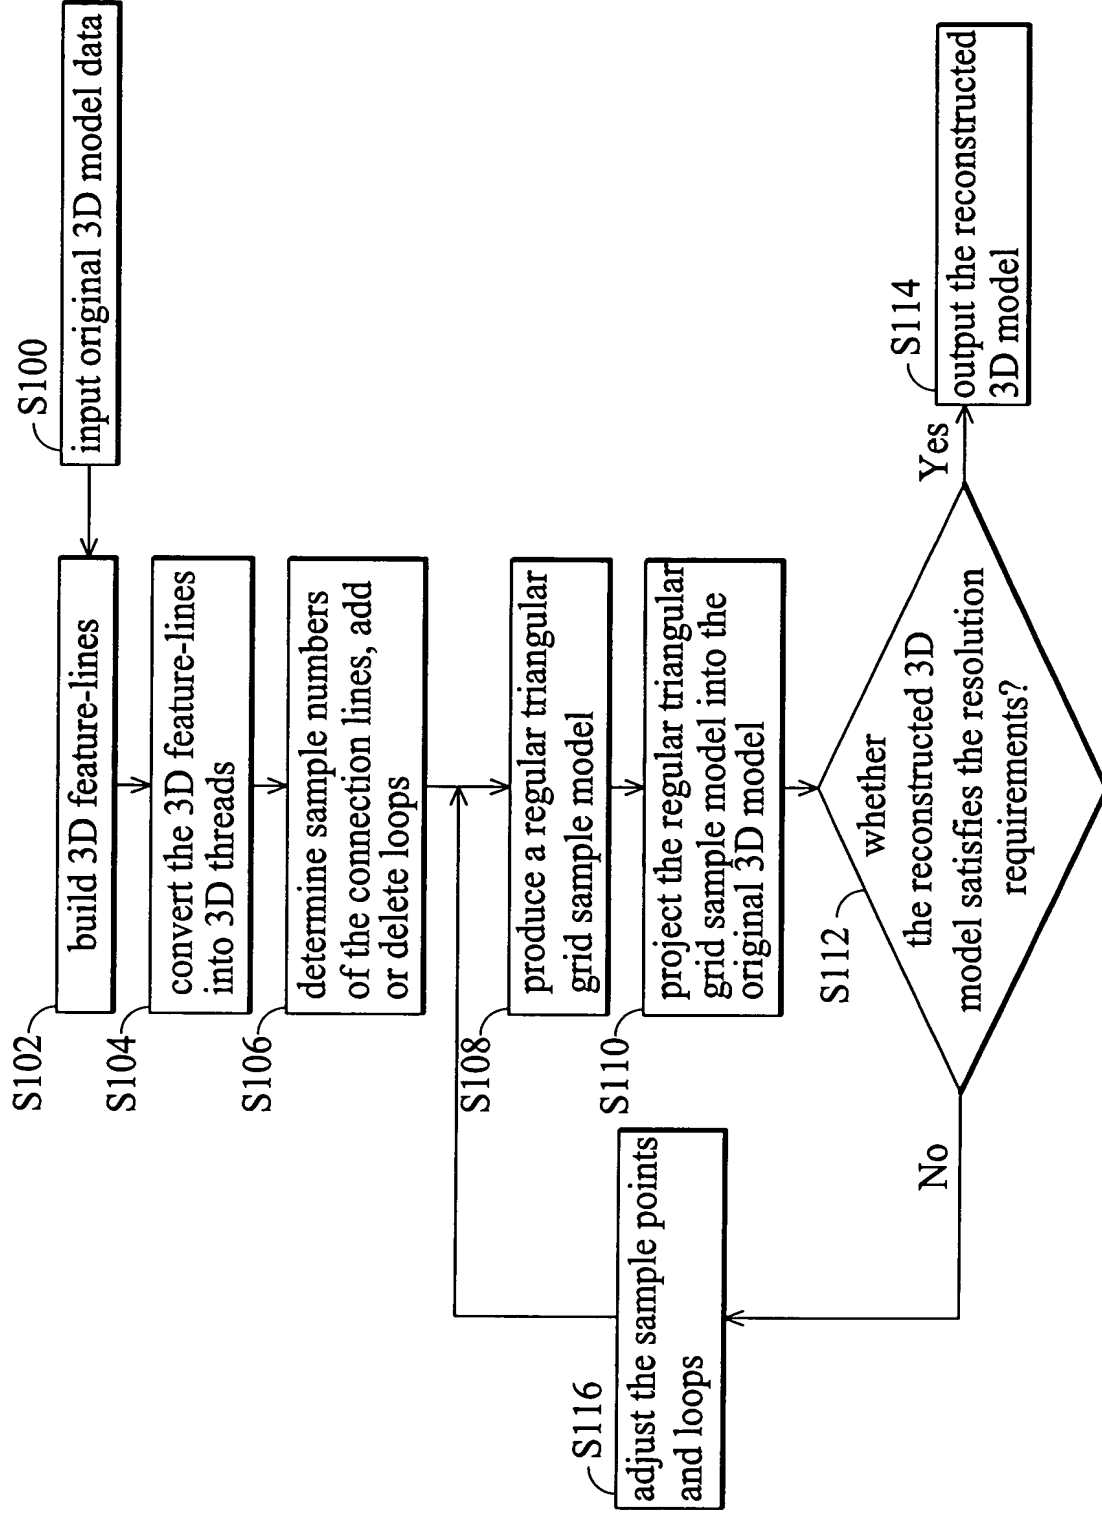 S100
input original 3D model data
S102
build 3D feature-lines
S104
convert the 3D feature-lines
into 3D threads
S106
determine sample numbers
of the connection lines, add
or delete loops
S108
produce a regular triangular
grid sample model
S110
project the regular triangular
grid sample model into the
original 3D model
S112
whether
the reconstructed 3D
model satisfies the resolution
requirements?
Yes
S114
output the reconstructed
3D model
No
S116
adjust the sample points
and loops